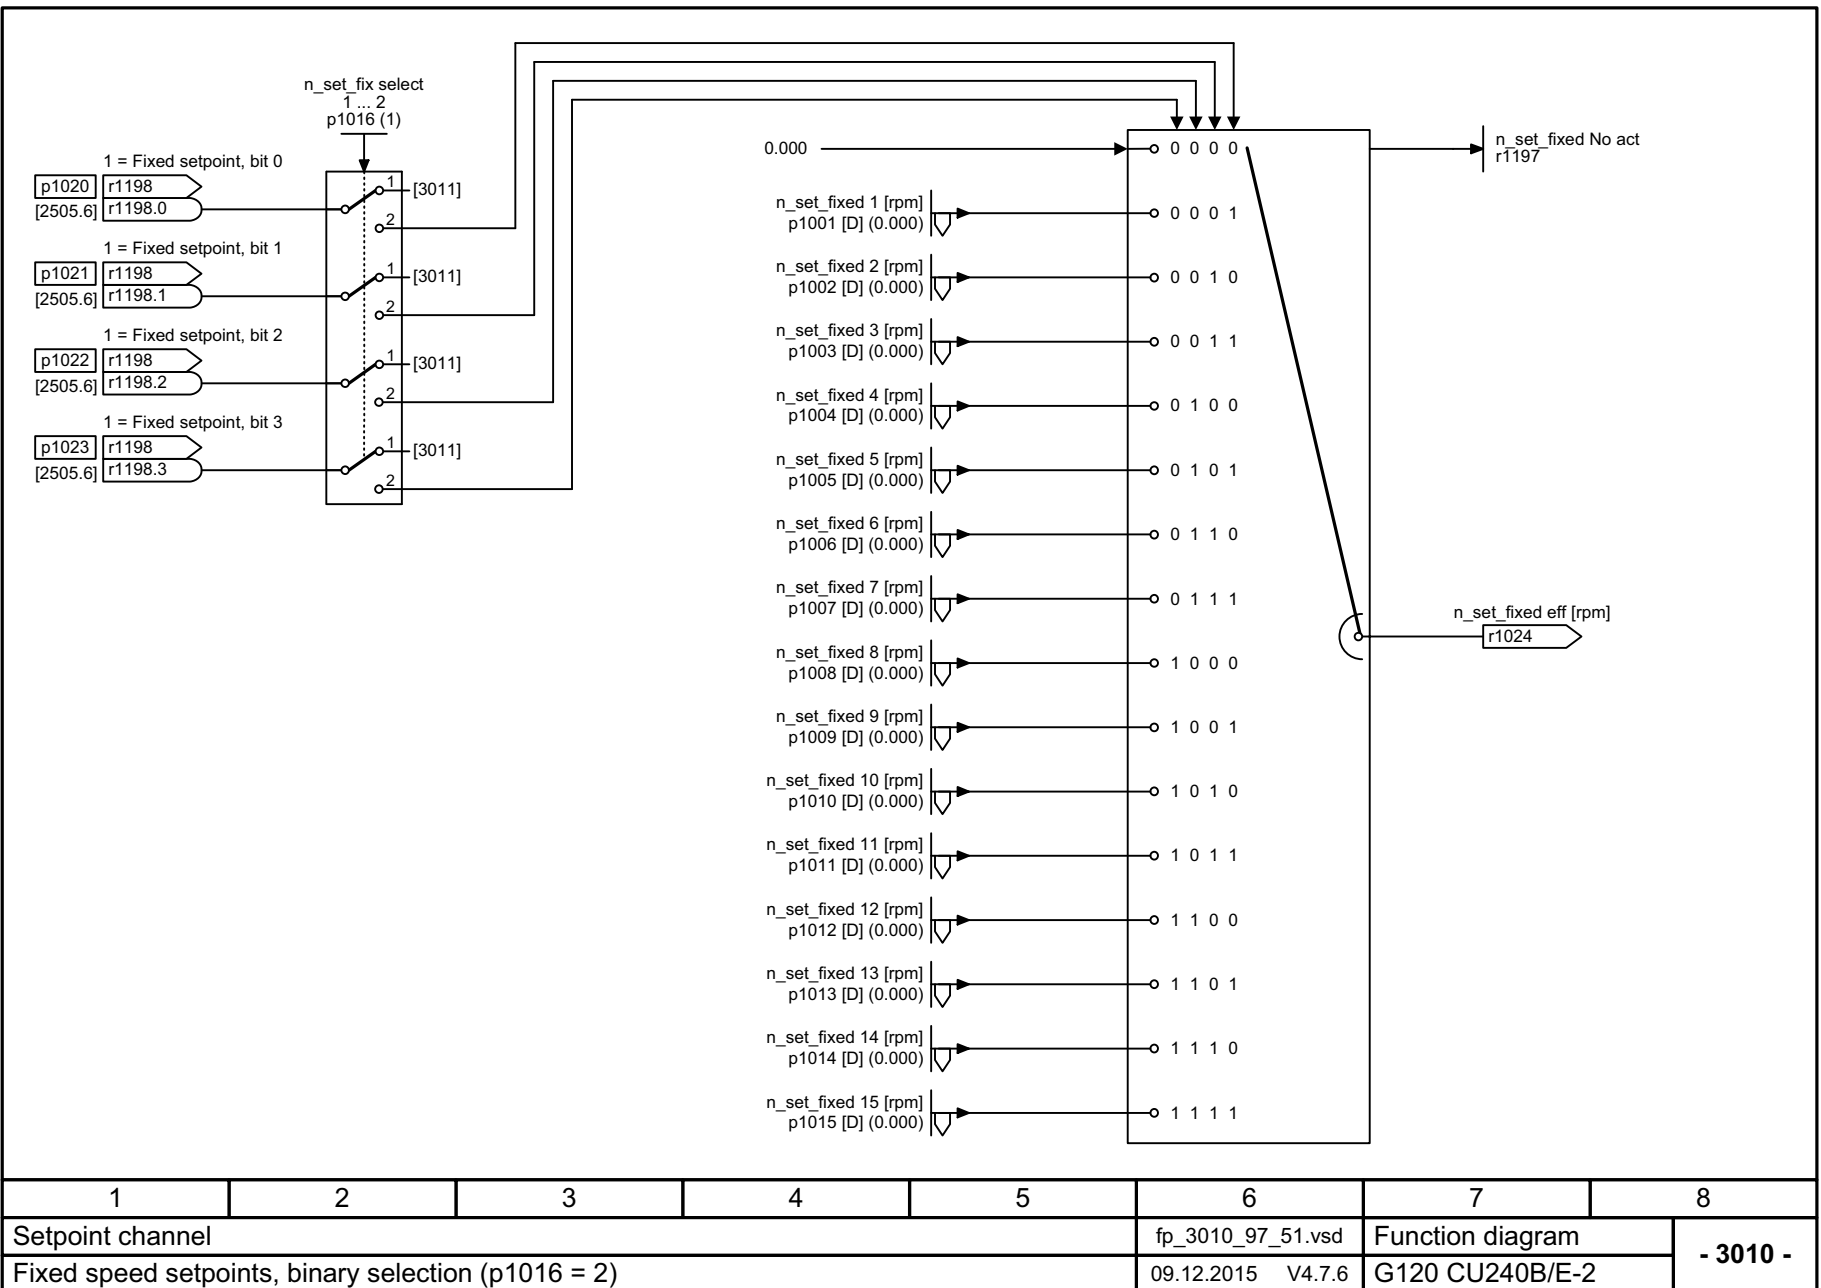 n_set_fix select
1 ... 2
p1016 (1)
1 = Fixed setpoint, bit 0
p1020 r1198
[2505.6] r1198.0
1 [3011]
2
1 = Fixed setpoint, bit 1
p1021 r1198
[2505.6] r1198.1
1 [3011]
2
1 = Fixed setpoint, bit 2
p1022 r1198
[2505.6] r1198.2
1 [3011]
2
1 = Fixed setpoint, bit 3
p1023 r1198
[2505.6] r1198.3
1 [3011]
2
0.000 0 0 0 0
n_set_fixed No act
r1197
n_set_fixed 1 [rpm]
p1001 [D] (0.000) 0 0 0 1
n_set_fixed 2 [rpm]
p1002 [D] (0.000) 0 0 1 0
n_set_fixed 3 [rpm]
p1003 [D] (0.000) 0 0 1 1
n_set_fixed 4 [rpm]
p1004 [D] (0.000) 0 1 0 0
n_set_fixed 5 [rpm]
p1005 [D] (0.000) 0 1 0 1
n_set_fixed 6 [rpm]
p1006 [D] (0.000) 0 1 1 0
n_set_fixed 7 [rpm]
p1007 [D] (0.000) 0 1 1 1
n_set_fixed eff [rpm]
r1024
n_set_fixed 8 [rpm]
p1008 [D] (0.000) 1 0 0 0
n_set_fixed 9 [rpm]
p1009 [D] (0.000) 1 0 0 1
n_set_fixed 10 [rpm]
p1010 [D] (0.000) 1 0 1 0
n_set_fixed 11 [rpm]
p1011 [D] (0.000) 1 0 1 1
n_set_fixed 12 [rpm]
p1012 [D] (0.000) 1 1 0 0
n_set_fixed 13 [rpm]
p1013 [D] (0.000) 1 1 0 1
n_set_fixed 14 [rpm]
p1014 [D] (0.000) 1 1 1 0
n_set_fixed 15 [rpm]
p1015 [D] (0.000) 1 1 1 1
1 2 3 4 5 6 7 8
Setpoint channel fp_3010_97_51.vsd Function diagram
- 3010 -
Fixed speed setpoints, binary selection (p1016 = 2) 09.12.2015 V4.7.6 G120 CU240B/E-2